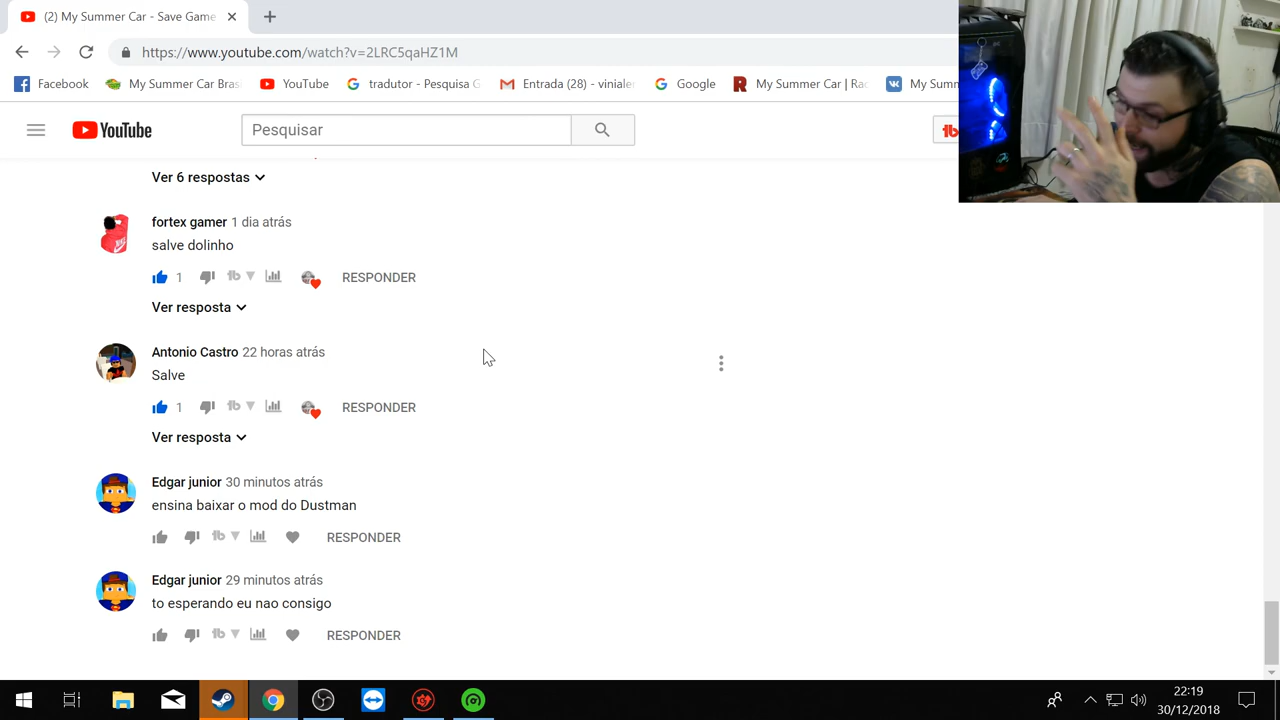 (2) My Summer Car - Save Game
https://www.youtube.com/watch?v=2LRC5qaHZ1M
Facebook My Summer Car Bras YouTube tradutor - Pesquisa G Entrada (28) - vinialen Google My Summer Car | Rac My Summ
YouTube
Pesquisar
Ver 6 respostas
fortex gamer 1 dia atrás
salve dolinho
1 RESPONDER
Ver resposta
Antonio Castro 22 horas atrás
Salve
1 RESPONDER
Ver resposta
Edgar junior 30 minutos atrás
ensina baixar o mod do Dustman
RESPONDER
Edgar junior 29 minutos atrás
to esperando eu nao consigo
RESPONDER
22:19
30/12/2018